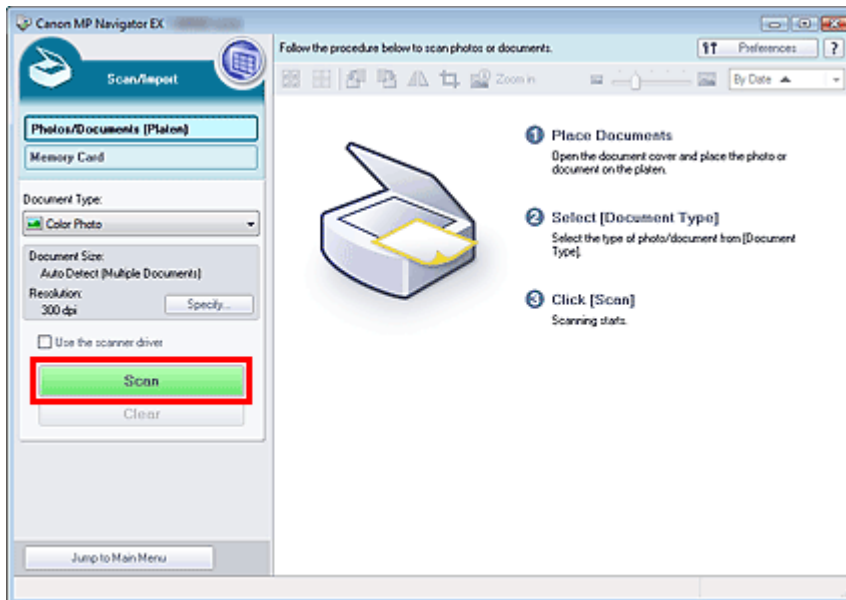 Canon MP Navigator EX
Scan/Import
Photos/Documents (Platen)
Memory Card
Document Type:
Color Photo
Document Size:
Auto Detect (Multiple Documents)
Resolution:
300 dpi
Specify...
Use the scanner driver
Scan
Clear
Jump to Main Menu
Follow the procedure below to scan photos or documents.
Preferences
?
Zoom in
By Date
1 Place Documents
Open the document cover and place the photo or
document on the platen.
2 Select [Document Type]
Select the type of photo/document from [Document
Type].
3 Click [Scan]
Scanning starts.